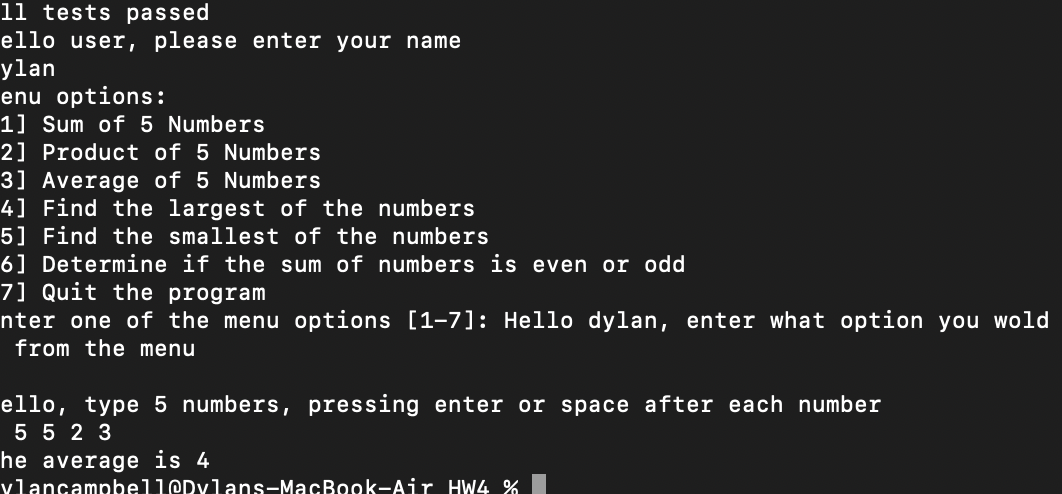 ll tests passed
ello user, please enter your name
ylan
enu options:
1] Sum of 5 Numbers
2] Product of 5 Numbers
3] Average of 5 Numbers
4] Find the largest of the numbers
5] Find the smallest of the numbers
6] Determine if the sum of numbers is even or odd
7] Quit the program
nter one of the menu options [1-7]: Hello dylan, enter what option you wold
from the menu
ello, type 5 numbers, pressing enter or space after each number
5 5 2 3
he average is 4
ylancampbell@Dylans-MacBook-Air HW4 %